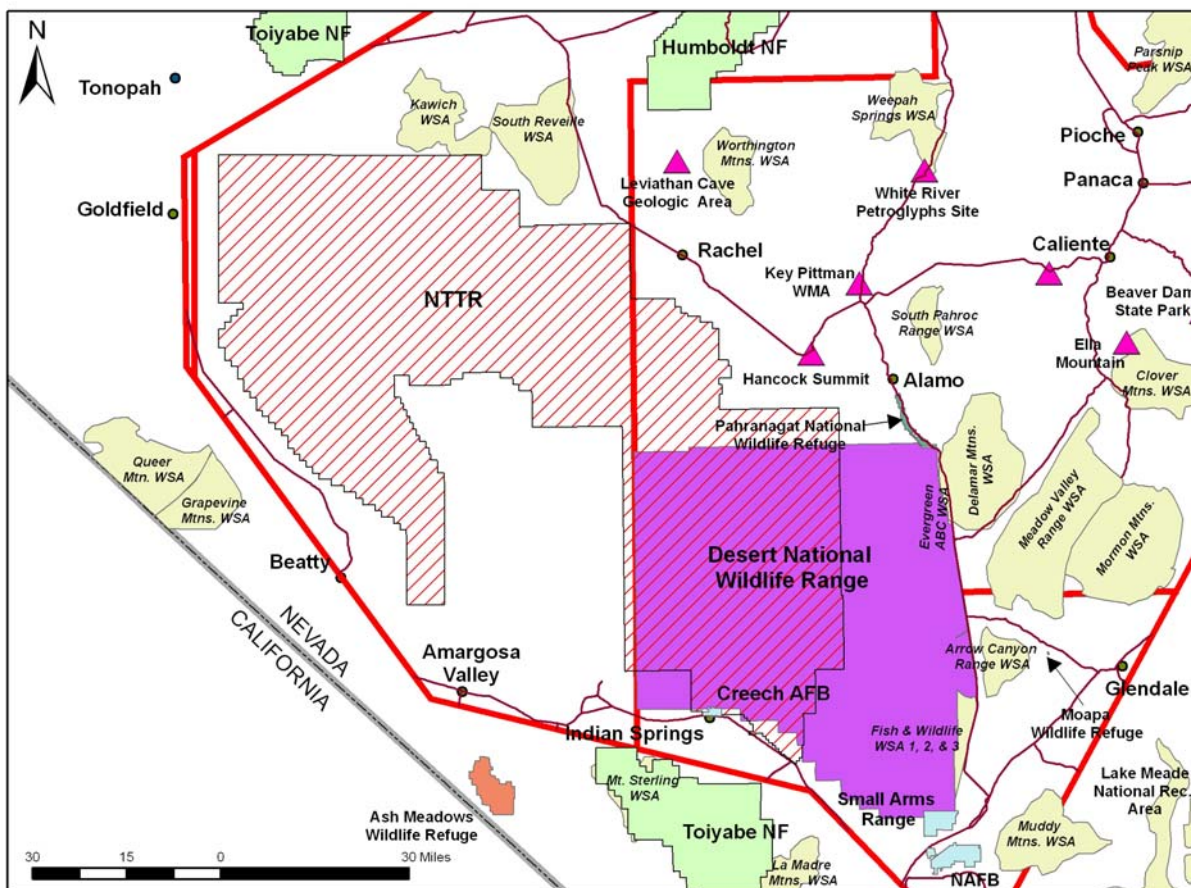 N
Toiyabe NF
Humboldt NF
Parsnip
Peak WSA
Tonopah
Kawich
WSA
South Reveille
WSA
Weepah
Springs WSA
Pioche
Worthington
Mtns. WSA
Leviathan Cave
Geologic Area
Panaca
White River
Petroglyphs Site
Goldfield
Rachel
Caliente
Key Pittman
WMA
NTTR
Beaver Dam
State Park
South Pahroc
Range WSA
Ella
Mountain
Hancock Summit
Alamo
Clover
Mtns. WSA
Pahranagat National
Wildlife Refuge
Queer
Mtn. WSA
Grapevine
Mtns. WSA
Evergreen
ABC WSA
Delamar Mtns.
WSA
Meadow Valley
Range WSA
Mormon Mtns.
WSA
Desert National
Wildlife Range
Beatty
NEVADA
CALIFORNIA
Arrow Canyon
Range WSA
Amargosa
Valley
Creech AFB
Glendale
Indian Springs
Fish & Wildlife
WSA 1, 2, & 3
Moapa
Wildlife Refuge
Mt. Sterling
WSA
Lake Meade
National Rec.
Area
Small Arms
Range
Ash Meadows
Wildlife Refuge
Toiyabe NF
Muddy
Mtns. WSA
La Madre
Mtns, WSA
NAFB
30 15 0 30 Miles